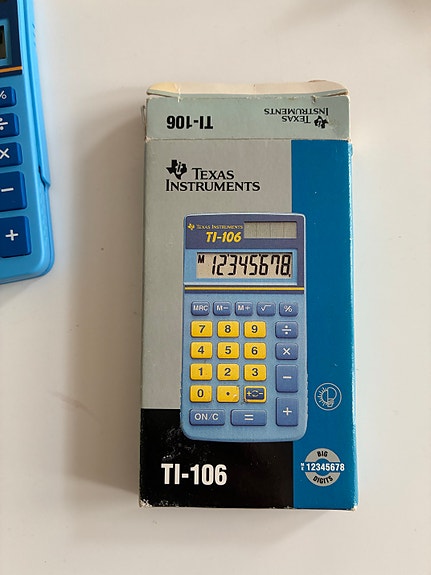 TI-106
TEXAS
INSTRUMENTS
TEXAS
INSTRUMENTS
TEXAS INSTRUMENTS
TI-106
M 12345678.
MRC M− M+ √ %
7 8 9 ÷
4 5 6 ×
1 2 3 −
0 · +⇆−
ON/C = +
BIG
M E 12345678
DIGITS
TI-106
%
÷
×
−
+